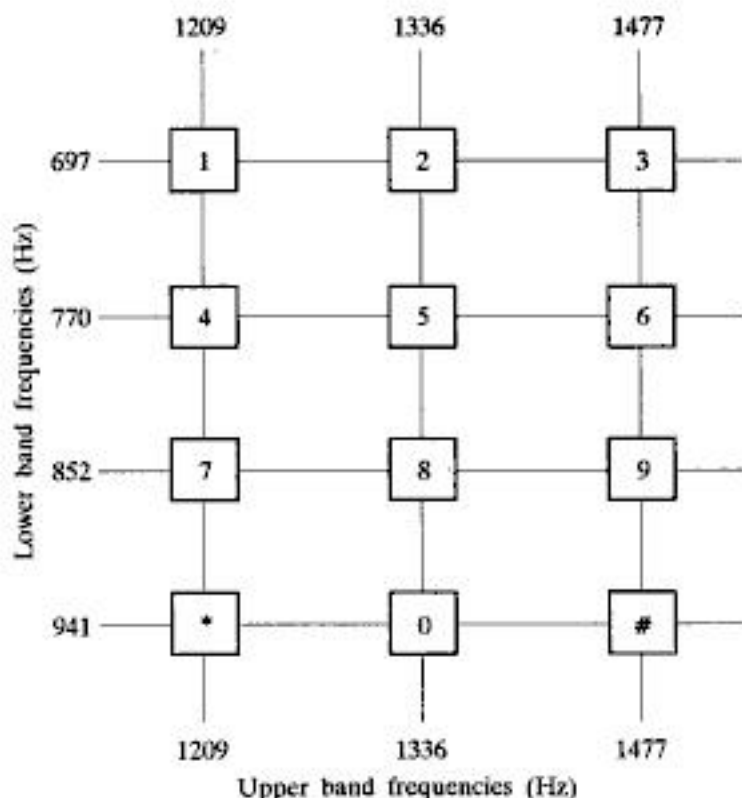 1209 1336 1477
697 1 2 3
770 4 5 6
852 7 8 9
941 * 0 #
1209 1336 1477
Upper band frequencies (Hz)
Lower band frequencies (Hz)